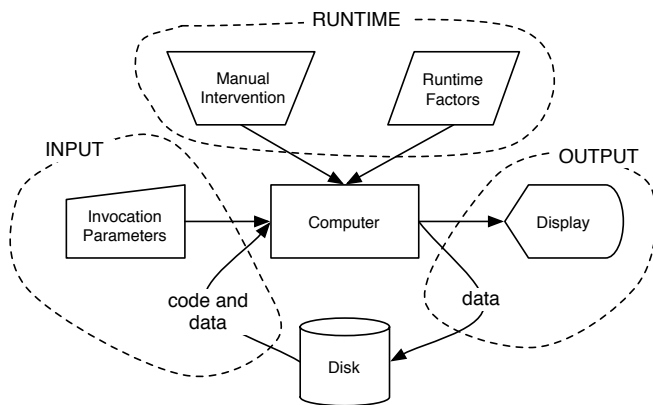 RUNTIME
Manual
Intervention
Runtime
Factors
INPUT
OUTPUT
Invocation
Parameters
Computer
Display
code and
data
data
Disk